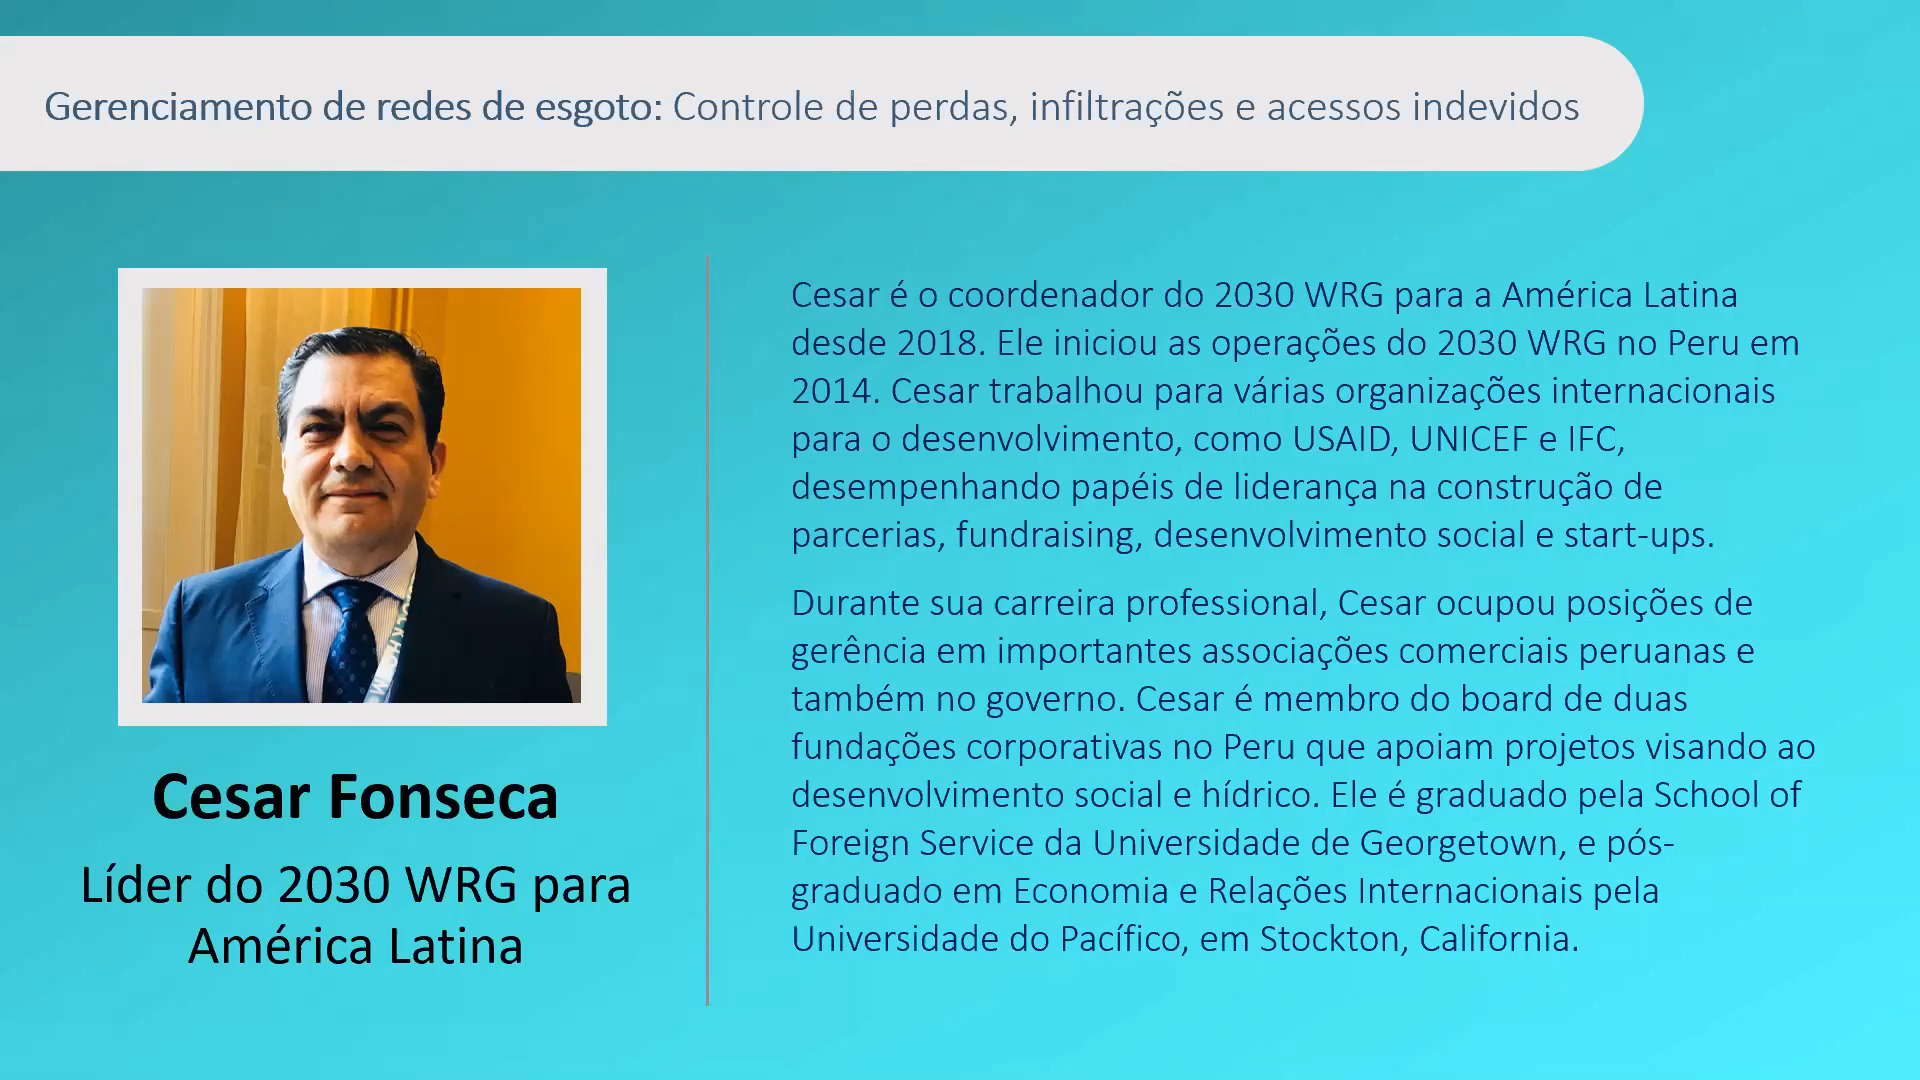 Gerenciamento de redes de esgoto: Controle de perdas, infiltrações e acessos indevidos
Cesar Fonseca
Líder do 2030 WRG para
América Latina
Cesar é o coordenador do 2030 WRG para a América Latina
desde 2018. Ele iniciou as operações do 2030 WRG no Peru em
2014. Cesar trabalhou para várias organizações internacionais
para o desenvolvimento, como USAID, UNICEF e IFC,
desempenhando papéis de liderança na construção de
parcerias, fundraising, desenvolvimento social e start-ups.
Durante sua carreira professional, Cesar ocupou posições de
gerência em importantes associações comerciais peruanas e
também no governo. Cesar é membro do board de duas
fundações corporativas no Peru que apoiam projetos visando ao
desenvolvimento social e hídrico. Ele é graduado pela School of
Foreign Service da Universidade de Georgetown, e pós-
graduado em Economia e Relações Internacionais pela
Universidade do Pacífico, em Stockton, California.